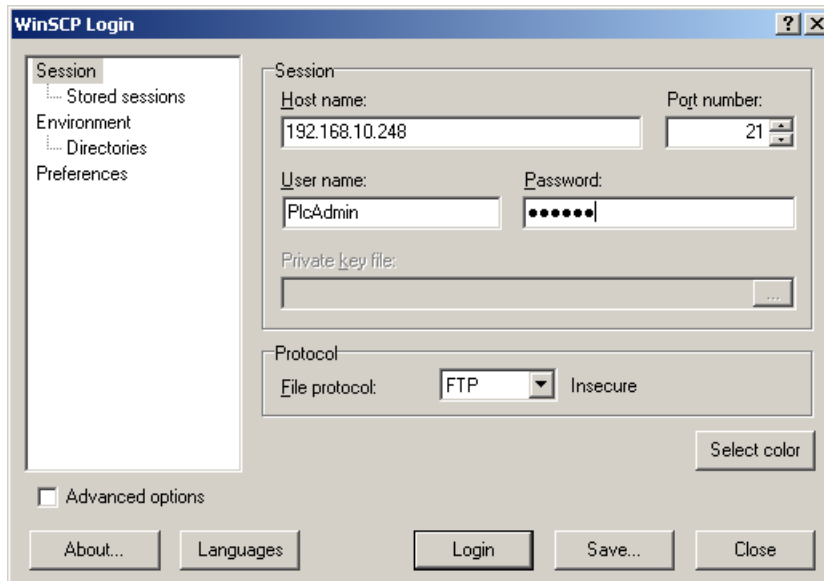 WinSCP Login
Session
Stored sessions
Environment
Directories
Preferences
Session
Host name: Port number:
192.168.10.248 21
User name: Password:
PlcAdmin ●●●●●●
Private key file:
...
Protocol
File protocol: FTP Insecure
Select color
Advanced options
About... Languages Login Save... Close